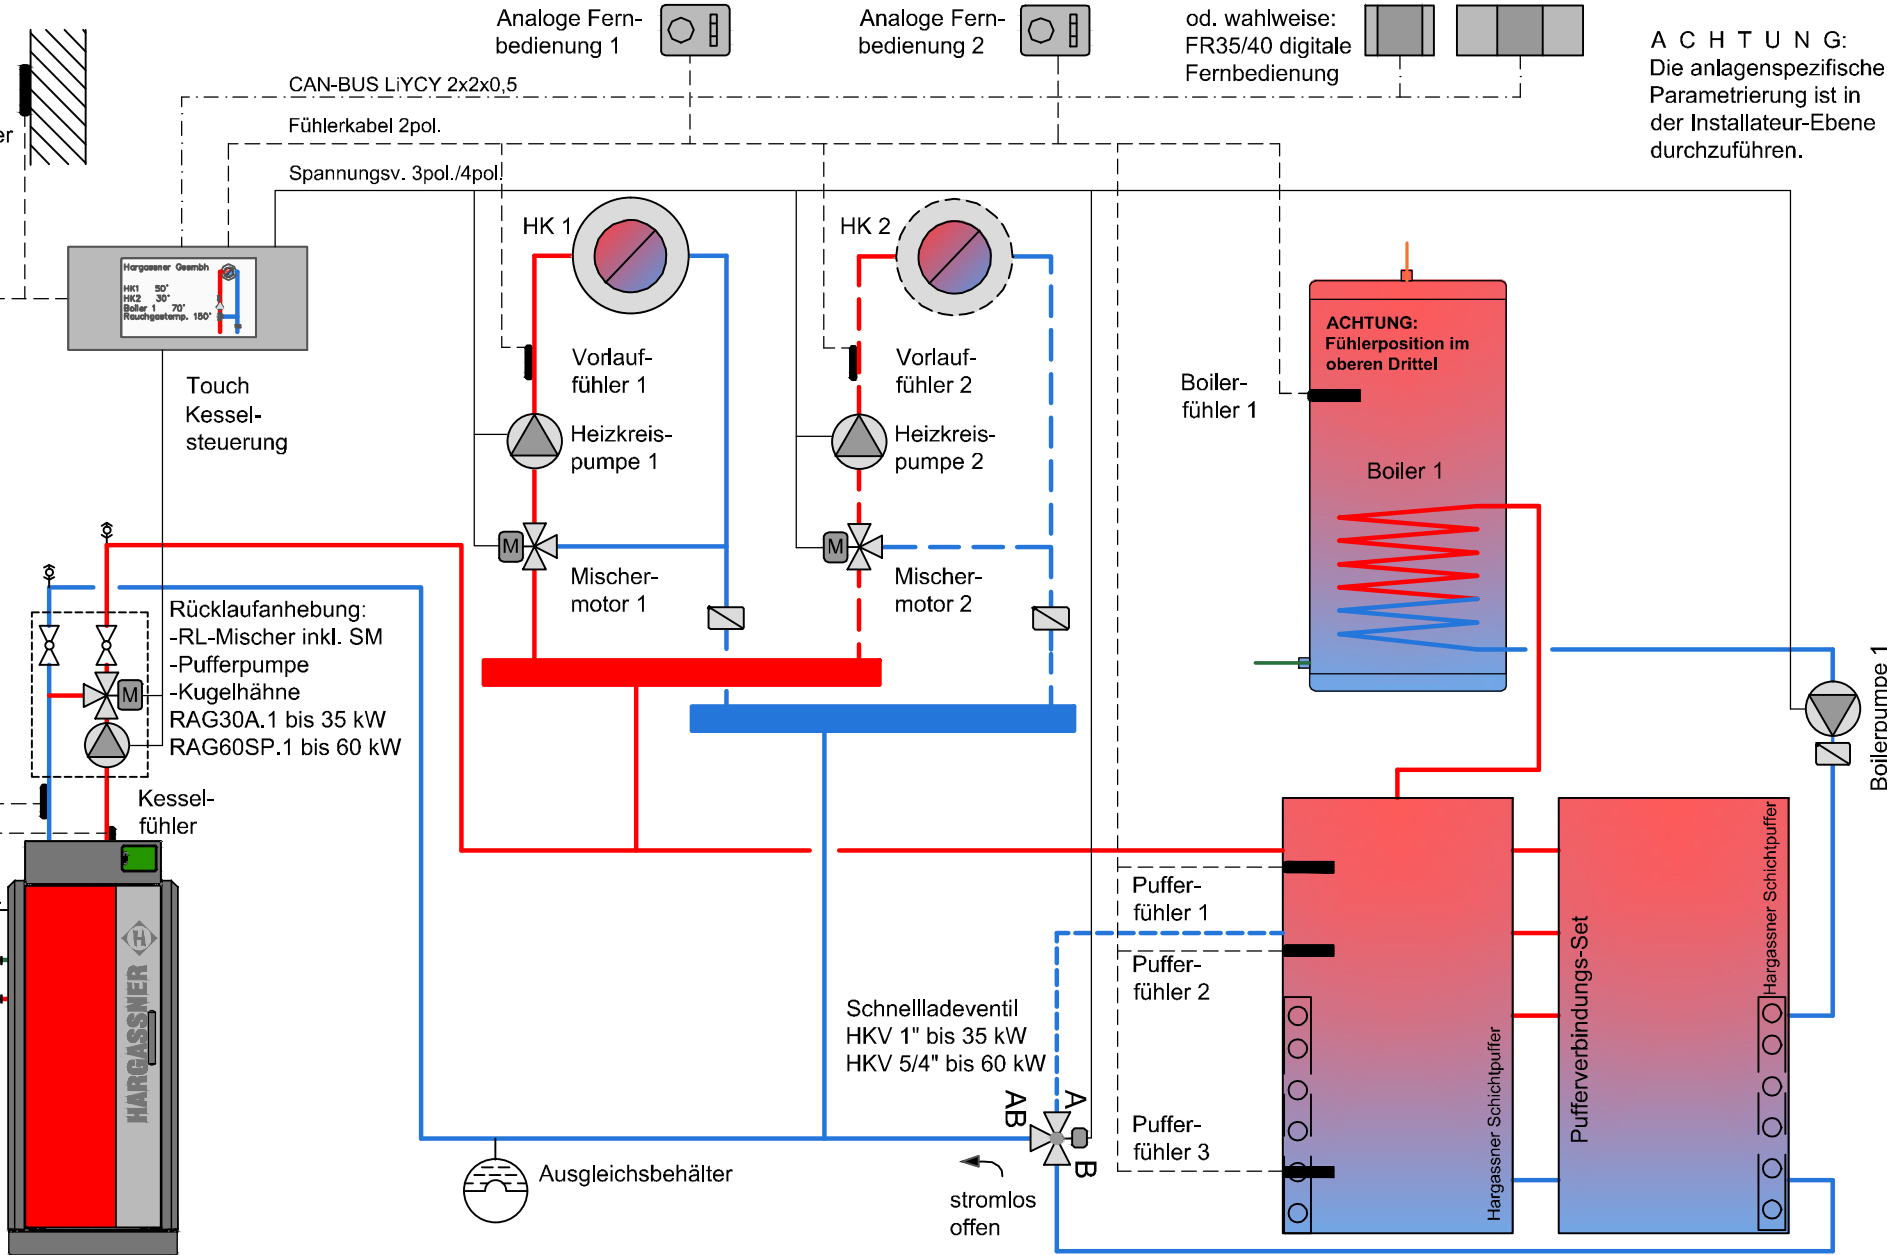 Analoge Fern-
bedienung 1
Analoge Fern-
bedienung 2
od. wahlweise:
FR35/40 digitale
Fernbedienung
A C H T U N G:
Die anlagenspezifische
Parametrierung ist in
der Installateur-Ebene
durchzuführen.
CAN-BUS LiYCY 2x2x0,5
Fühlerkabel 2pol.
er
Spannungsv. 3pol./4pol.
HK 1
HK 2
Hargassner Gesmbh
HK1 50°
HK2 30°
Boiler 1 70°
Rauchgastemp. 150°
Touch
Kessel-
steuerung
Vorlauf-
fühler 1
Vorlauf-
fühler 2
Heizkreis-
pumpe 1
Heizkreis-
pumpe 2
M
M
Mischer-
motor 1
Mischer-
motor 2
ACHTUNG:
Fühlerposition im
oberen Drittel
Boiler-
fühler 1
Boiler 1
Boilerpumpe 1
Rücklaufanhebung:
-RL-Mischer inkl. SM
-Pufferpumpe
-Kugelhähne
RAG30A.1 bis 35 kW
RAG60SP.1 bis 60 kW
M
Kessel-
fühler
H
HARGASSNER
Puffer-
fühler 1
Puffer-
fühler 2
Puffer-
fühler 3
Schnellladeventil
HKV 1" bis 35 kW
HKV 5/4" bis 60 kW
AB
A
B
stromlos
offen
Ausgleichsbehälter
Hargassner Schichtpuffer
Pufferverbindungs-Set
Hargassner Schichtpuffer